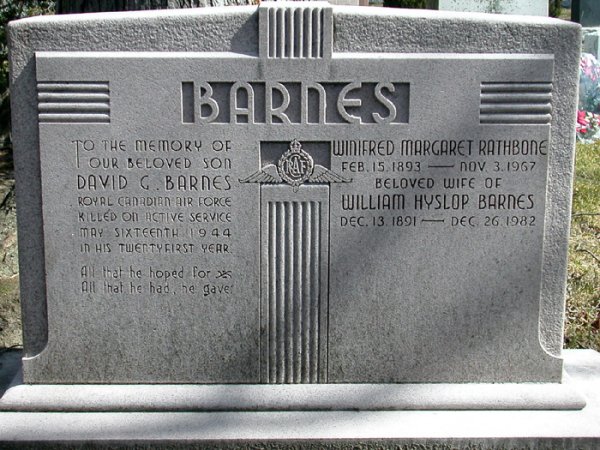 BARNES
TO THE MEMORY OF
OUR BELOVED SON
DAVID G. BARNES
ROYAL CANADIAN AIR FORCE
KILLED ON ACTIVE SERVICE
MAY SIXTEENTH 1944
IN HIS TWENTYFIRST YEAR.
All that he hoped for
All that he had, he gave.
WINIFRED MARGARET RATHBONE
FEB. 15. 1893 — NOV. 3. 1967
BELOVED WIFE OF
WILLIAM HYSLOP BARNES
DEC. 13. 1891 — DEC. 26. 1982